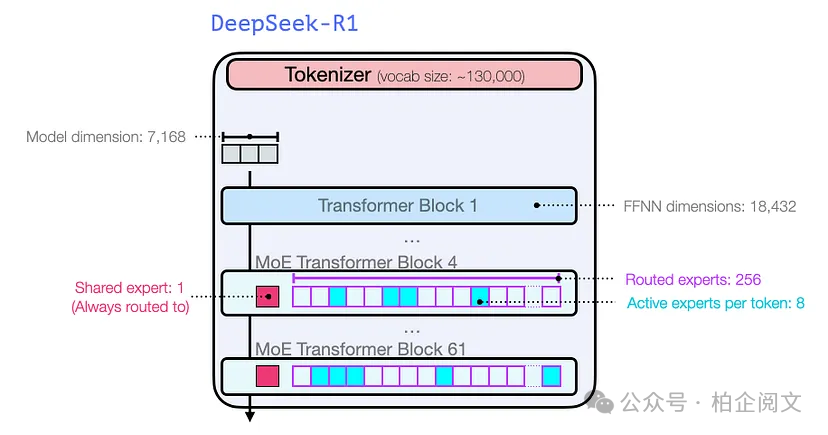 DeepSeek-R1
Tokenizer (vocab size: ~130,000)
Model dimension: 7,168
Transformer Block 1
FFNN dimensions: 18,432
...
MoE Transformer Block 4
Shared expert: 1
(Always routed to)
Routed experts: 256
Active experts per token: 8
...
MoE Transformer Block 61
公众号 · 柏企阅文